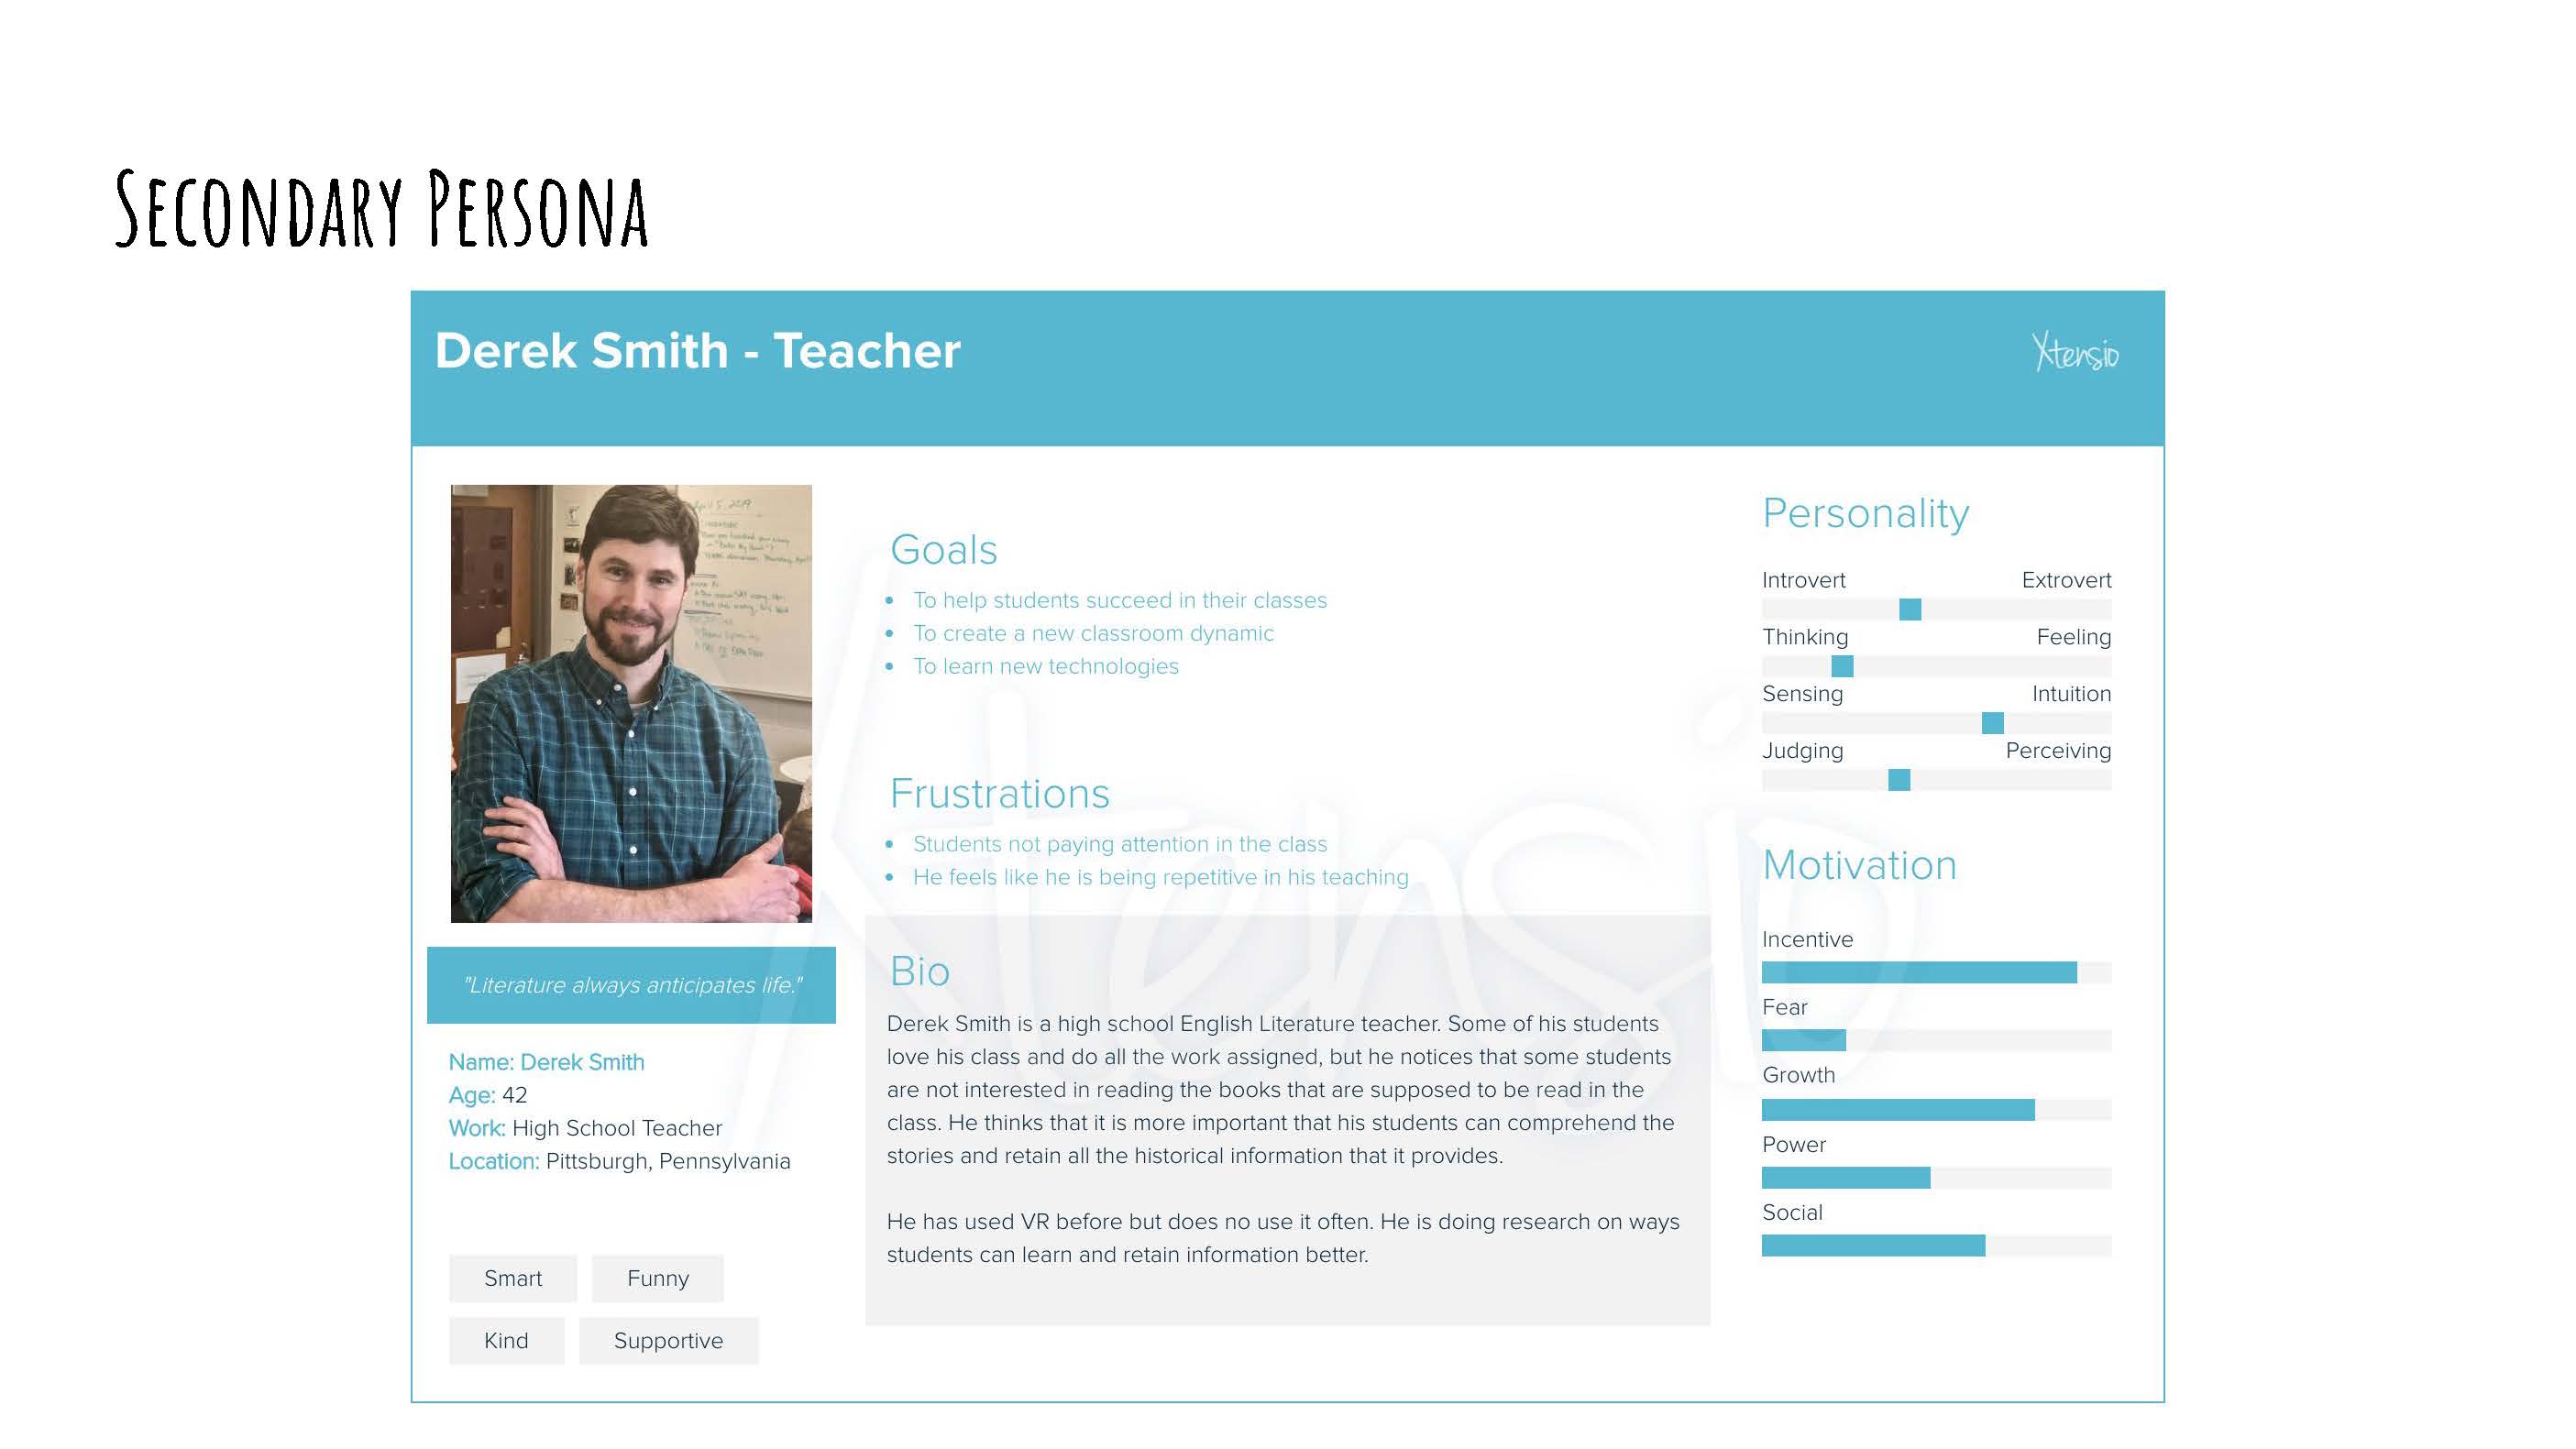 Secondary Persona
Derek Smith - Teacher
Xtensio
"Literature always anticipates life."
Name: Derek Smith
Age: 42
Work: High School Teacher
Location: Pittsburgh, Pennsylvania
Smart
Funny
Kind
Supportive
Goals
• To help students succeed in their classes
• To create a new classroom dynamic
• To learn new technologies
Frustrations
• Students not paying attention in the class
• He feels like he is being repetitive in his teaching
Bio
Derek Smith is a high school English Literature teacher. Some of his students
love his class and do all the work assigned, but he notices that some students
are not interested in reading the books that are supposed to be read in the
class. He thinks that it is more important that his students can comprehend the
stories and retain all the historical information that it provides.
He has used VR before but does no use it often. He is doing research on ways
students can learn and retain information better.
Personality
Introvert Extrovert
Thinking Feeling
Sensing Intuition
Judging Perceiving
Motivation
Incentive
Fear
Growth
Power
Social
Xtensio